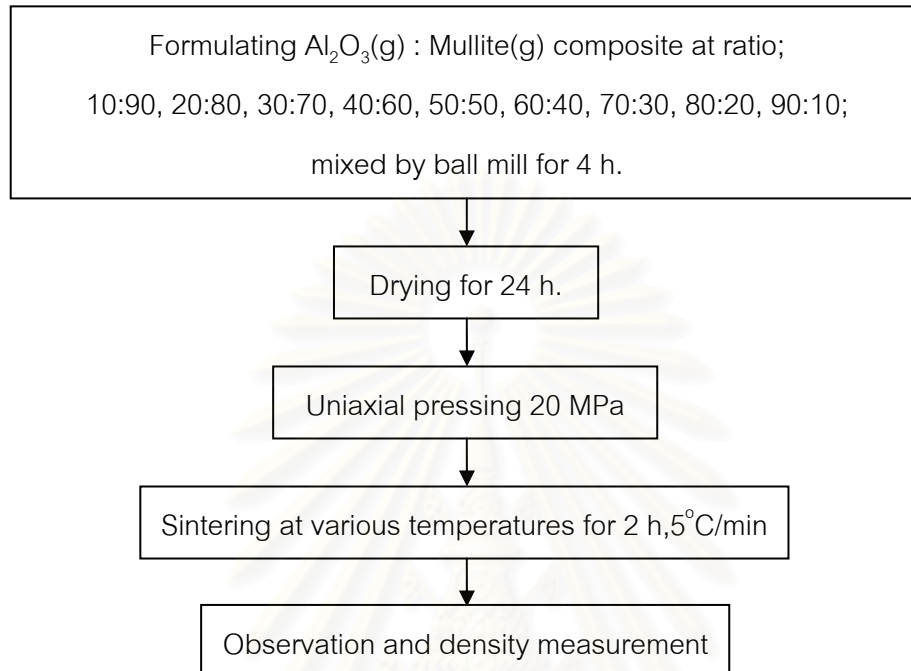 Formulating Al₂O₃(g) : Mullite(g) composite at ratio;
10:90, 20:80, 30:70, 40:60, 50:50, 60:40, 70:30, 80:20, 90:10;
mixed by ball mill for 4 h.
Drying for 24 h.
Uniaxial pressing 20 MPa
Sintering at various temperatures for 2 h,5°C/min
Observation and density measurement